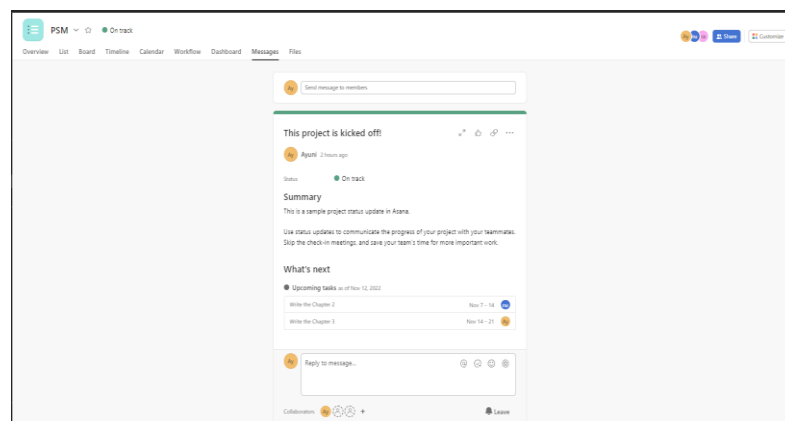 PSM On track
Share Customize
Overview List Board Timeline Calendar Workflow Dashboard Messages Files
Ay Send message to members
This project is kicked off!
Ay Ayuni 2 hours ago
Status On track
Summary
This is a sample project status update in Asana.
Use status updates to communicate the progress of your project with your teammates.
Skip the check-in meetings, and save your team's time for more important work.
What's next
Upcoming tasks as of Nov 12, 2022
Write the Chapter 2 Nov 7 – 14
Write the Chapter 3 Nov 14 – 21 Ay
Ay Reply to message...
Collaborators Ay + Leave